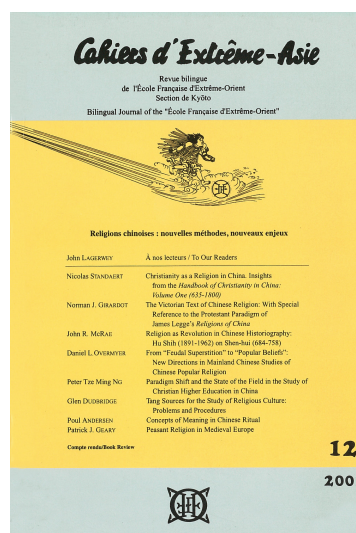 Cahiers d'Extrême-Asie
Revue bilingue
de l'École Française d'Extrême-Orient
Section de Kyōto
Bilingual Journal of the "École Française d'Extrême-Orient"
Religions chinoises : nouvelles méthodes, nouveaux enjeux
John LAGERWEY À nos lecteurs / To Our Readers
Nicolas STANDAERT Christianity as a Religion in China. Insights
from the Handbook of Christianity in China:
Volume One (635-1800)
Norman J. GIRARDOT The Victorian Text of Chinese Religion: With Special
Reference to the Protestant Paradigm of
James Legge's Religions of China
John R. MCRAE Religion as Revolution in Chinese Historiography:
Hu Shih (1891-1962) on Shen-hui (684-758)
Daniel L OVERMYER From "Feudal Superstition" to "Popular Beliefs":
New Directions in Mainland Chinese Studies of
Chinese Popular Religion
Peter Tze Ming NG Paradigm Shift and the State of the Field in the Study of
Christian Higher Education in China
Glen DUDBRIDGE Tang Sources for the Study of Religious Culture:
Problems and Procedures
Poul ANDERSEN Concepts of Meaning in Chinese Ritual
Patrick J. GEARY Peasant Religion in Medieval Europe
Compte rendu/Book Review
12
200